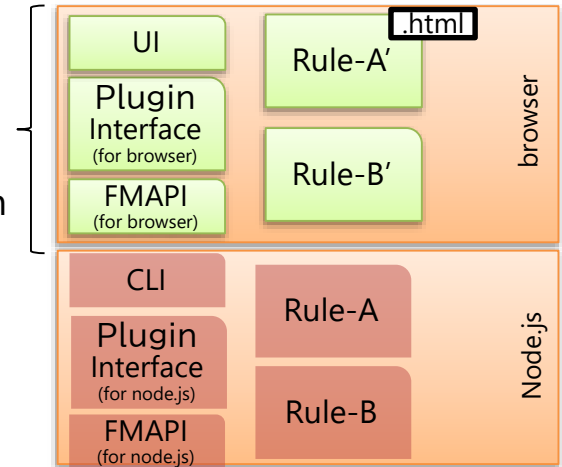 UI
Plugin
Interface
(for browser)
FMAPI
(for browser)
.html
Rule-A’
Rule-B’
browser
n
CLI
Plugin
Interface
(for node.js)
FMAPI
(for node.js)
Rule-A
Rule-B
Node.js